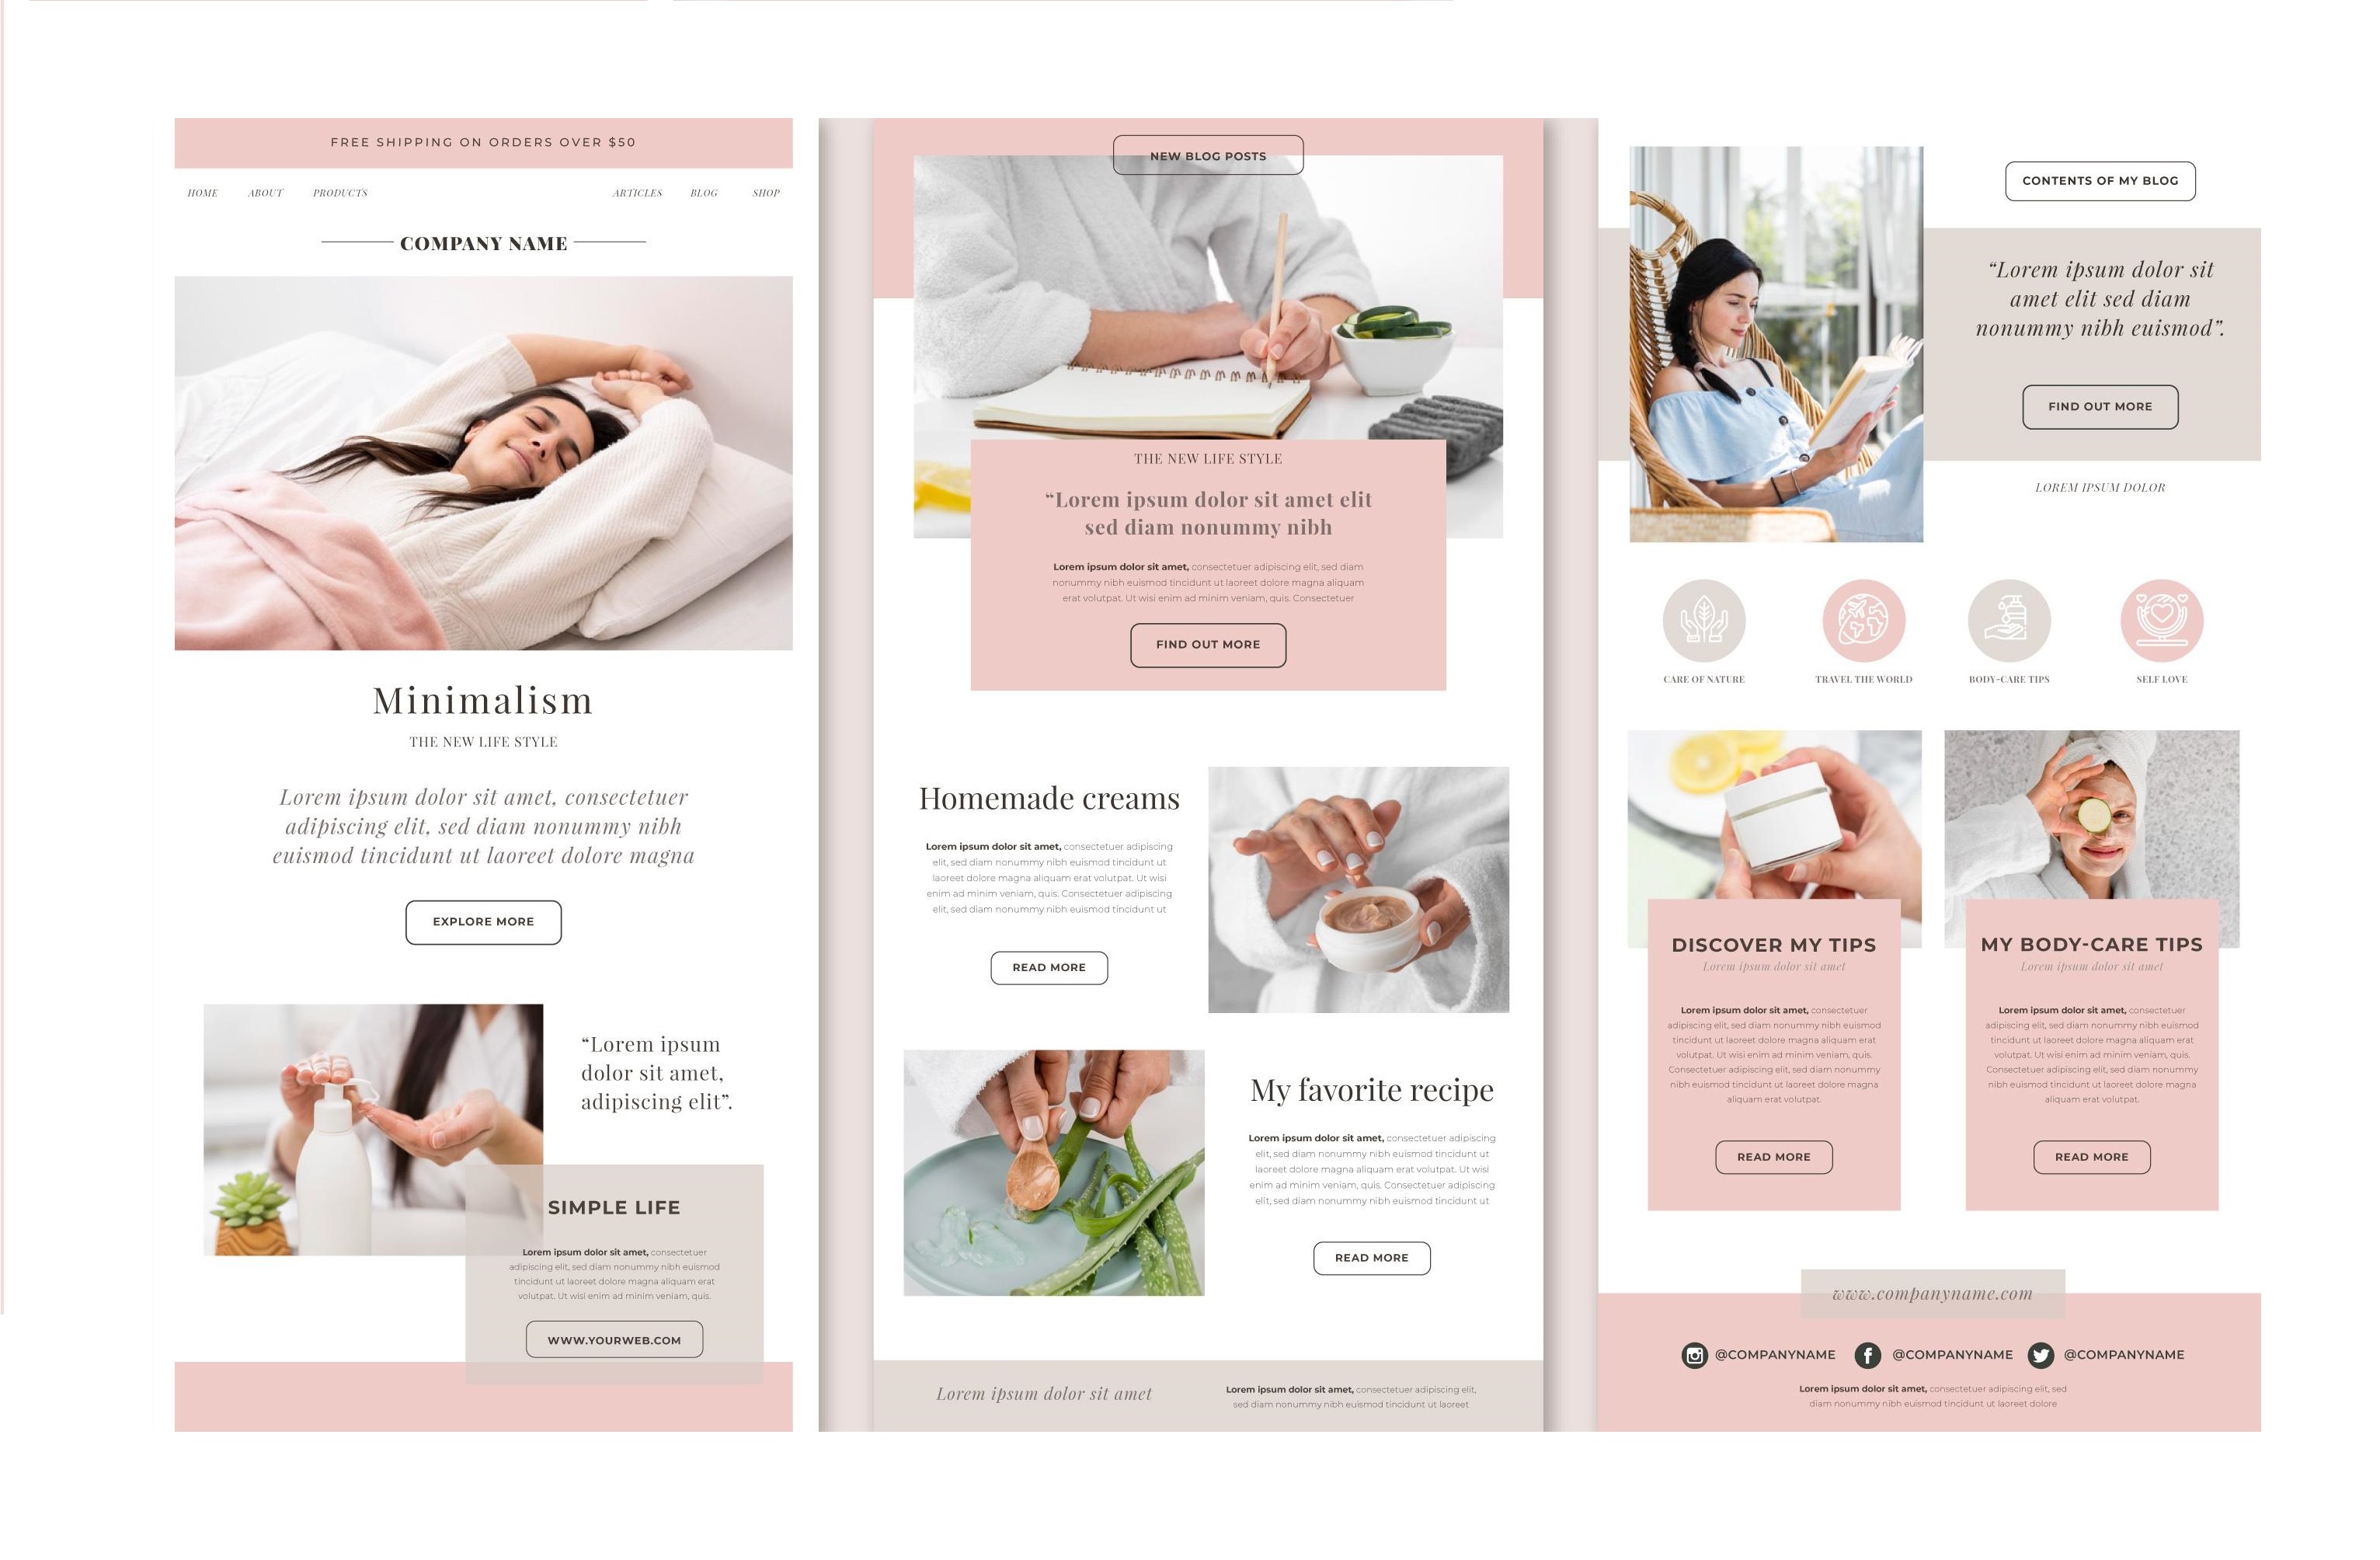 FREE SHIPPING ON ORDERS OVER $50
HOME ABOUT PRODUCTS ARTICLES BLOG SHOP
COMPANY NAME
Minimalism
THE NEW LIFE STYLE
Lorem ipsum dolor sit amet, consectetuer
adipiscing elit, sed diam nonummy nibh
euismod tincidunt ut laoreet dolore magna
EXPLORE MORE
“Lorem ipsum
dolor sit amet,
adipiscing elit”.
SIMPLE LIFE
Lorem ipsum dolor sit amet, consectetuer
adipiscing elit, sed diam nonummy nibh euismod
tincidunt ut laoreet dolore magna aliquam erat
volutpat. Ut wisi enim ad minim veniam, quis.
WWW.YOURWEB.COM
NEW BLOG POSTS
THE NEW LIFE STYLE
“Lorem ipsum dolor sit amet elit
sed diam nonummy nibh
Lorem ipsum dolor sit amet, consectetuer adipiscing elit, sed diam
nonummy nibh euismod tincidunt ut laoreet dolore magna aliquam
erat volutpat. Ut wisi enim ad minim veniam, quis. Consectetuer
FIND OUT MORE
Homemade creams
Lorem ipsum dolor sit amet, consectetuer adipiscing
elit, sed diam nonummy nibh euismod tincidunt ut
laoreet dolore magna aliquam erat volutpat. Ut wisi
enim ad minim veniam, quis. Consectetuer adipiscing
elit, sed diam nonummy nibh euismod tincidunt ut
READ MORE
My favorite recipe
Lorem ipsum dolor sit amet, consectetuer adipiscing
elit, sed diam nonummy nibh euismod tincidunt ut
laoreet dolore magna aliquam erat volutpat. Ut wisi
enim ad minim veniam, quis. Consectetuer adipiscing
elit, sed diam nonummy nibh euismod tincidunt ut
READ MORE
Lorem ipsum dolor sit amet
Lorem ipsum dolor sit amet, consectetuer adipiscing elit,
sed diam nonummy nibh euismod tincidunt ut laoreet
CONTENTS OF MY BLOG
“Lorem ipsum dolor sit
amet elit sed diam
nonummy nibh euismod”.
FIND OUT MORE
LOREM IPSUM DOLOR
CARE OF NATURE
TRAVEL THE WORLD
BODY-CARE TIPS
SELF LOVE
DISCOVER MY TIPS
Lorem ipsum dolor sit amet
Lorem ipsum dolor sit amet, consectetuer
adipiscing elit, sed diam nonummy nibh euismod
tincidunt ut laoreet dolore magna aliquam erat
volutpat. Ut wisi enim ad minim veniam, quis.
Consectetuer adipiscing elit, sed diam nonummy
nibh euismod tincidunt ut laoreet dolore magna
aliquam erat volutpat.
READ MORE
MY BODY-CARE TIPS
Lorem ipsum dolor sit amet
Lorem ipsum dolor sit amet, consectetuer
adipiscing elit, sed diam nonummy nibh euismod
tincidunt ut laoreet dolore magna aliquam erat
volutpat. Ut wisi enim ad minim veniam, quis.
Consectetuer adipiscing elit, sed diam nonummy
nibh euismod tincidunt ut laoreet dolore magna
aliquam erat volutpat.
READ MORE
www.companyname.com
@COMPANYNAME @COMPANYNAME @COMPANYNAME
Lorem ipsum dolor sit amet, consectetuer adipiscing elit, sed
diam nonummy nibh euismod tincidunt ut laoreet dolore